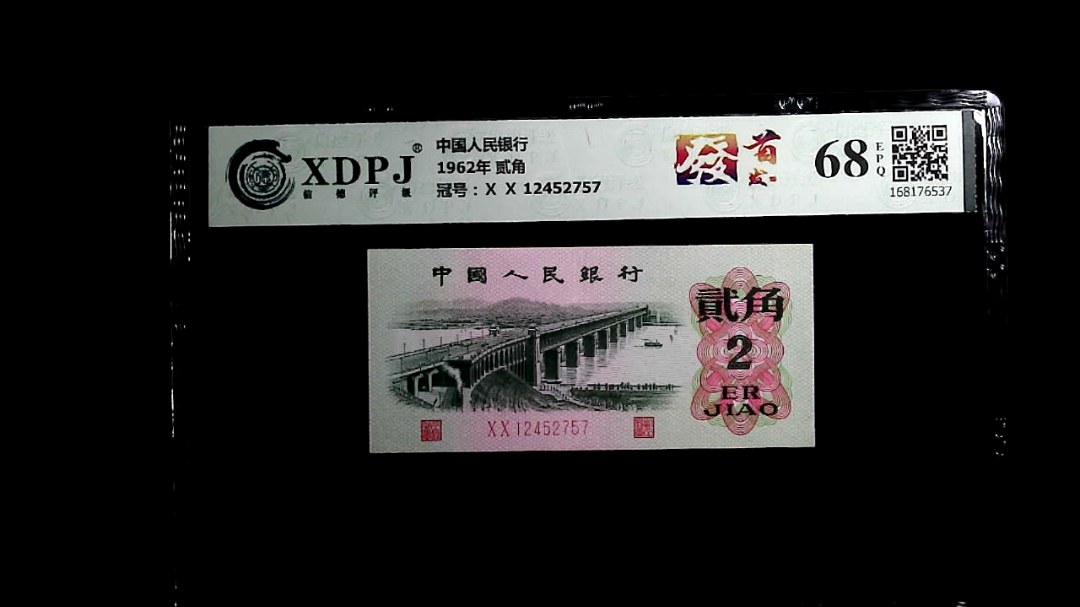 XDPJ®
信德评级
中国人民银行
1962年 贰角
冠号：X X 12452757
發
首发
68
EPQ
168176537
中國人民銀行
貳角
2
ER
JIAO
XX12452757